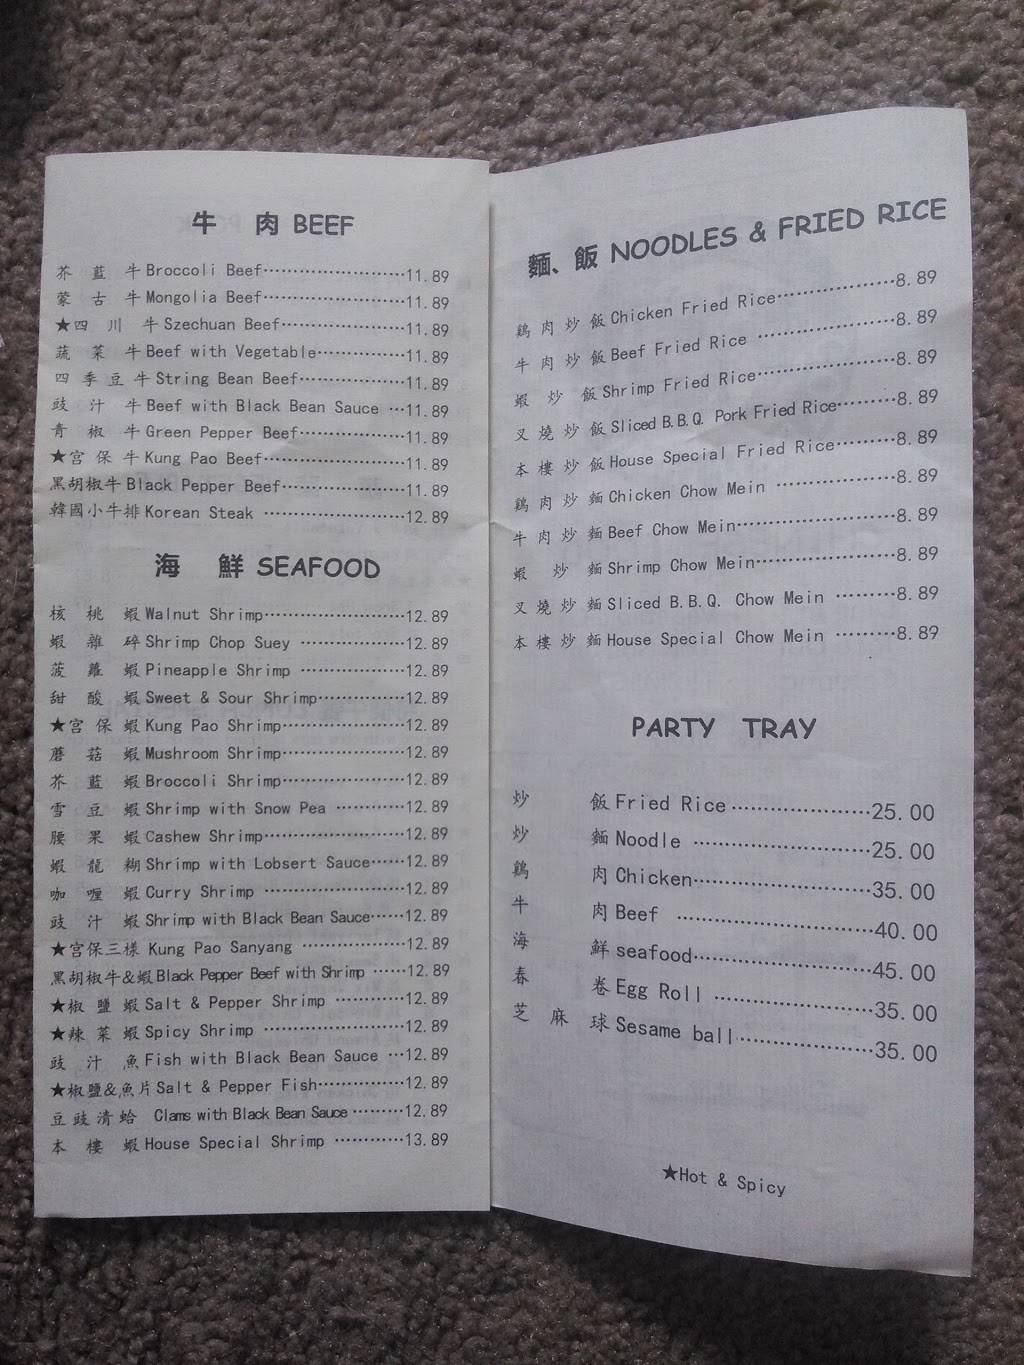 牛 肉 BEEF
芥 藍 牛 Broccoli Beef························11.89
蒙 古 牛 Mongolia Beef························11.89
★四 川 牛 Szechuan Beef·····················11.89
蔬 菜 牛 Beef with Vegetable···············11.89
四 季 豆 牛 String Bean Beef··················11.89
豉 汁 牛 Beef with Black Bean Sauce ···11.89
青 椒 牛 Green Pepper Beef··················11.89
★宫 保 牛 Kung Pao Beef························11.89
黑胡椒牛 Black Pepper Beef·····················11.89
韓國小牛排 Korean Steak ························12.89
海 鮮 SEAFOOD
核 桃 蝦 Walnut Shrimp························12.89
蝦 雜 碎 Shrimp Chop Suey ··················12.89
菠 蘿 蝦 Pineapple Shrimp ··················12.89
甜 酸 蝦 Sweet & Sour Shrimp···············12.89
★宫 保 蝦 Kung Pao Shrimp·····················12.89
蘑 菇 蝦 Mushroom Shrimp·····················12.89
芥 藍 蝦 Broccoli Shrimp·····················12.89
雪 豆 蝦 Shrimp with Snow Pea ············12.89
腰 果 蝦 Cashew Shrimp························12.89
蝦 龍 糊 Shrimp with Lobsert Sauce······12.89
咖 喱 蝦 Curry Shrimp ························12.89
豉 汁 蝦 Shrimp with Black Bean Sauce······12.89
★宫保三樣 Kung Pao Sanyang ··················12.89
黑胡椒牛&蝦 Black Pepper Beef with Shrimp ······12.89
★椒 鹽 蝦 Salt & Pepper Shrimp ············12.89
★辣 菜 蝦 Spicy Shrimp ························12.89
豉 汁 魚 Fish with Black Bean Sauce ···12.89
★椒鹽&魚片 Salt & Pepper Fish···············12.89
豆豉清蛤 Clams with Black Bean Sauce ·········12.89
本 樓 蝦 House Special Shrimp ············13.89
麵、飯 NOODLES & FRIED RICE
鷄 肉 炒 飯 Chicken Fried Rice··················8.89
牛 肉 炒 飯 Beef Fried Rice ·····················8.89
蝦 炒 飯 Shrimp Fried Rice·····················8.89
叉 燒 炒 飯 Sliced B.B.Q. Pork Fried Rice·········8.89
本 樓 炒 飯 House Special Fried Rice·········8.89
鷄 肉 炒 麵 Chicken Chow Mein ··················8.89
牛 肉 炒 麵 Beef Chow Mein························8.89
蝦 炒 麵 Shrimp Chow Mein·····················8.89
叉 燒 炒 麵 Sliced B.B.Q. Chow Mein ·········8.89
本 樓 炒 麵 House Special Chow Mein ·········8.89
PARTY TRAY
炒 飯 Fried Rice··················25.00
炒 麵 Noodle ·····················25.00
鷄 肉 Chicken·····················35.00
牛 肉 Beef ························40.00
海 鮮 seafood·····················45.00
春 卷 Egg Roll ··················35.00
芝 麻 球 Sesame ball···············35.00
★Hot & Spicy